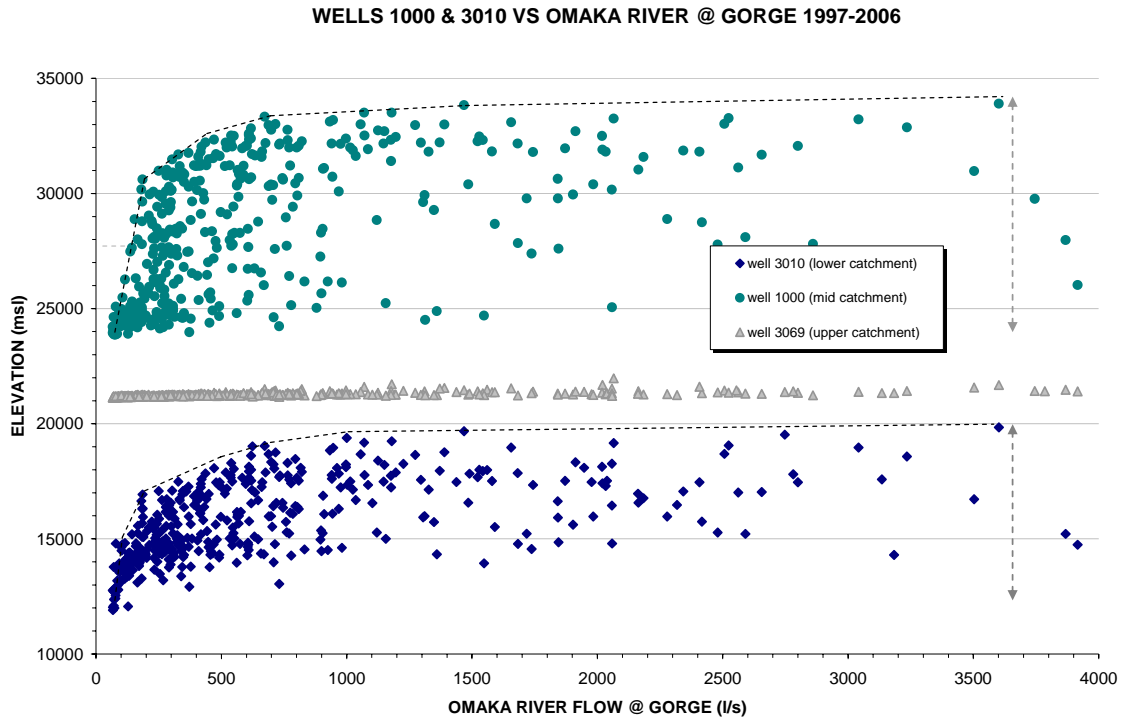 WELLS 1000 & 3010 VS OMAKA RIVER @ GORGE 1997-2006
35000
30000
25000
20000
15000
10000
ELEVATION (msl)
well 3010 (lower catchment)
well 1000 (mid catchment)
well 3069 (upper catchment)
0 500 1000 1500 2000 2500 3000 3500 4000
OMAKA RIVER FLOW @ GORGE (l/s)